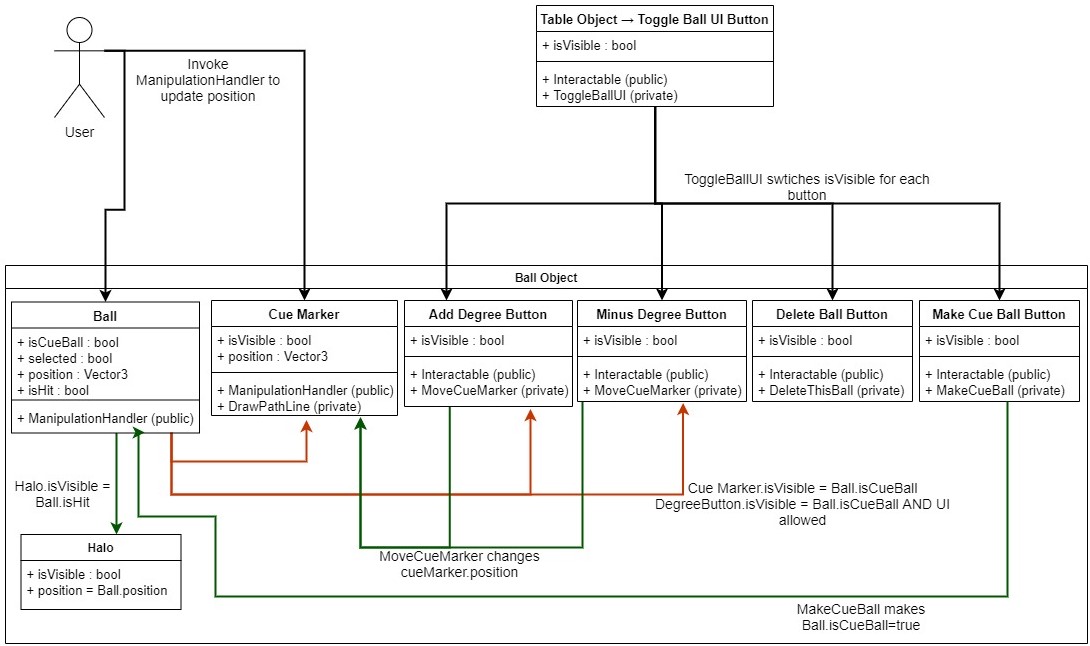 Table Object → Toggle Ball UI Button
+ isVisible : bool
+ Interactable (public)
+ ToggleBallUI (private)
User
Invoke
ManipulationHandler to
update position
ToggleBallUI swtiches isVisible for each
button
Ball Object
Ball
+ isCueBall : bool
+ selected : bool
+ position : Vector3
+ isHit : bool
+ ManipulationHandler (public)
Cue Marker
+ isVisible : bool
+ position : Vector3
+ ManipulationHandler (public)
+ DrawPathLine (private)
Add Degree Button
+ isVisible : bool
+ Interactable (public)
+ MoveCueMarker (private)
Minus Degree Button
+ isVisible : bool
+ Interactable (public)
+ MoveCueMarker (private)
Delete Ball Button
+ isVisible : bool
+ Interactable (public)
+ DeleteThisBall (private)
Make Cue Ball Button
+ isVisible : bool
+ Interactable (public)
+ MakeCueBall (private)
Halo.isVisible =
Ball.isHit
Cue Marker.isVisible = Ball.isCueBall
DegreeButton.isVisible = Ball.isCueBall AND UI
allowed
Halo
+ isVisible : bool
+ position = Ball.position
MoveCueMarker changes
cueMarker.position
MakeCueBall makes
Ball.isCueBall=true